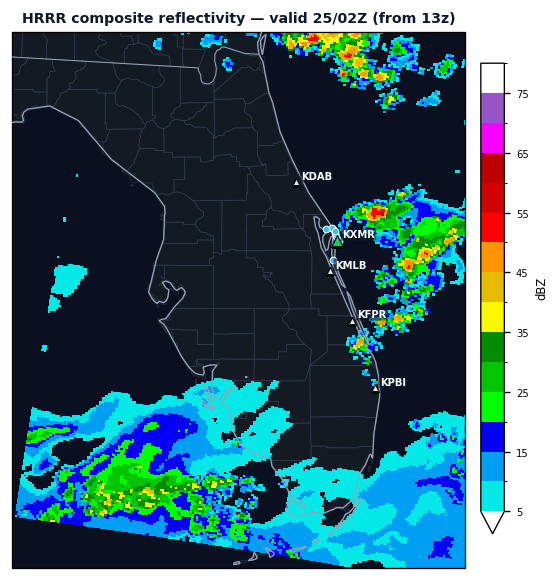 HRRR composite reflectivity — valid 25/02Z (from 13z)
KDAB
KXMR
KMLB
KFPR
KPBI
75
65
55
45
35
25
15
5
dBZ